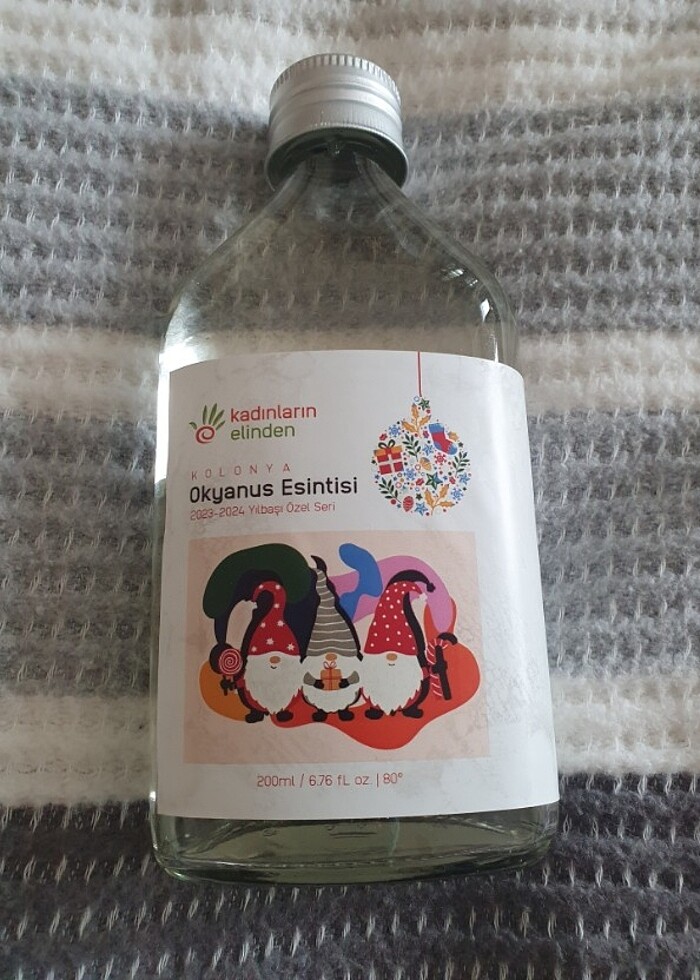 kadınların
elinden
KOLONYA
Okyanus Esintisi
2023-2024 Yılbaşı Özel Seri
200ml / 6.76 fL oz. | 80°